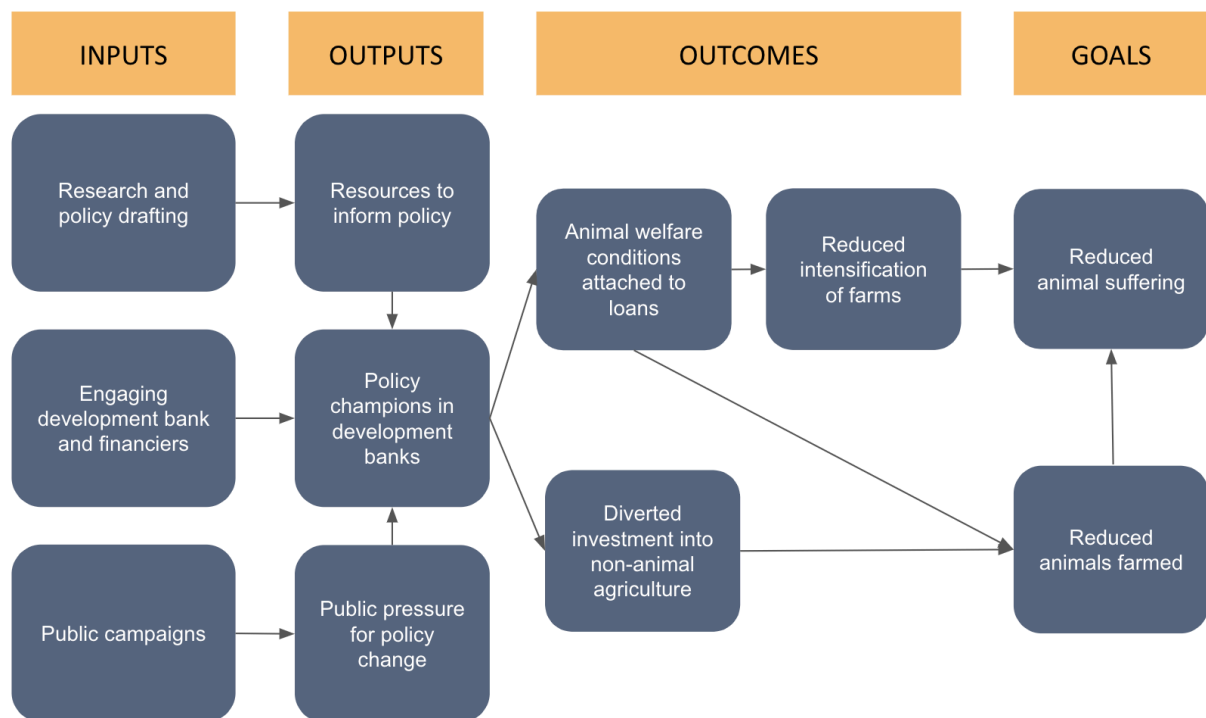 INPUTS
OUTPUTS
OUTCOMES
GOALS
Research and
policy drafting
Resources to
inform policy
Animal welfare
conditions
attached to
loans
Reduced
intensification
of farms
Reduced
animal suffering
Engaging
development bank
and financiers
Policy
champions in
development
banks
Diverted
investment into
non-animal
agriculture
Reduced
animals farmed
Public campaigns
Public pressure
for policy
change